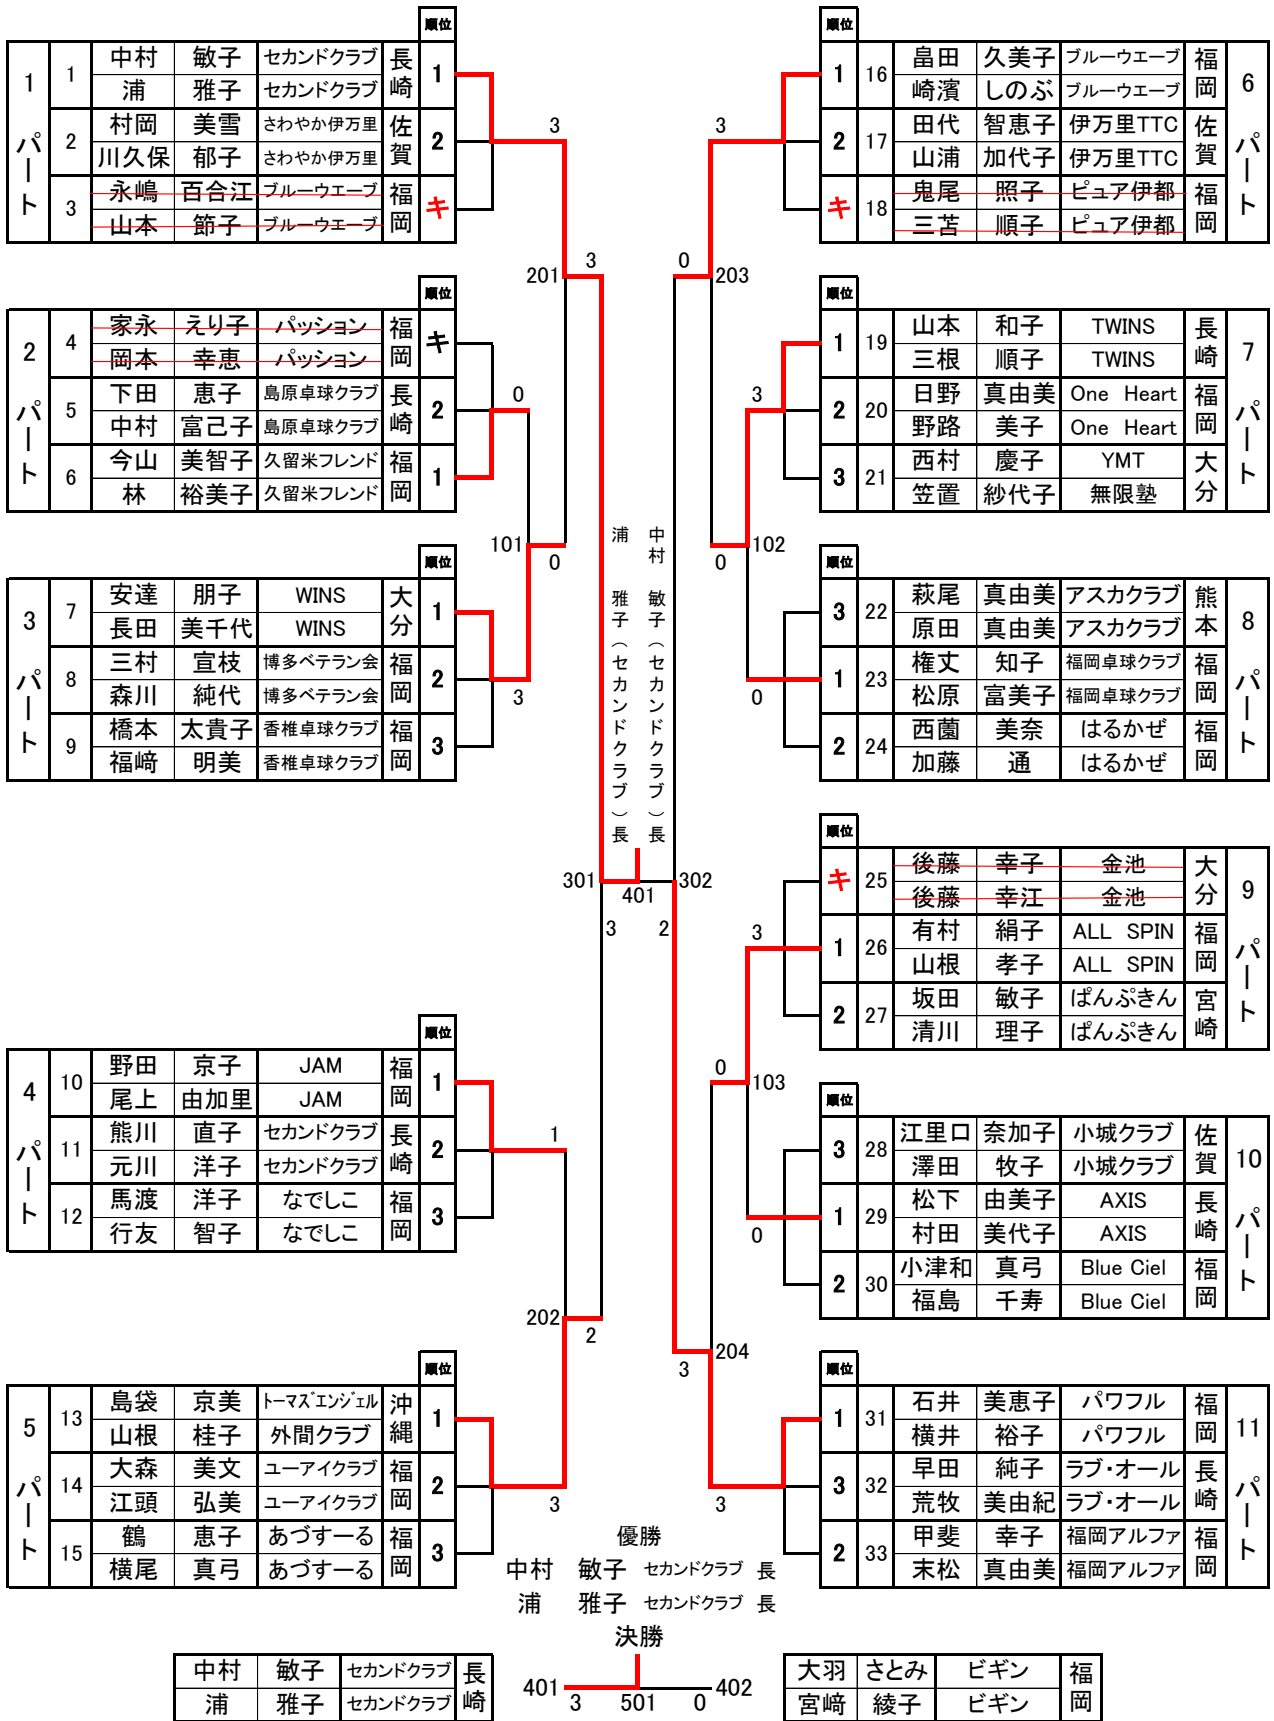 順位
1 パート
1 中村 敏子 セカンドクラブ 長崎 1
浦 雅子 セカンドクラブ
2 村岡 美雪 さわやか伊万里 佐賀 2
川久保 郁子 さわやか伊万里
3 永嶋 百合江 ブルーウエーブ 福岡 キ
山本 節子 ブルーウエーブ
順位
2 パート
4 家永 えり子 パッション 福岡 キ
岡本 幸恵 パッション
5 下田 恵子 島原卓球クラブ 長崎 2
中村 富己子 島原卓球クラブ
6 今山 美智子 久留米フレンド 福岡 1
林 裕美子 久留米フレンド
順位
3 パート
7 安達 朋子 WINS 大分 1
長田 美千代 WINS
8 三村 宣枝 博多ベテラン会 福岡 2
森川 純代 博多ベテラン会
9 橋本 太貴子 香椎卓球クラブ 福岡 3
福﨑 明美 香椎卓球クラブ
順位
4 パート
10 野田 京子 JAM 福岡 1
尾上 由加里 JAM
11 熊川 直子 セカンドクラブ 長崎 2
元川 洋子 セカンドクラブ
12 馬渡 洋子 なでしこ 福岡 3
行友 智子 なでしこ
順位
5 パート
13 島袋 京美 トーマズエンジェル 沖縄 1
山根 桂子 外間クラブ
14 大森 美文 ユーアイクラブ 福岡 2
江頭 弘美 ユーアイクラブ
15 鶴 恵子 あづすーる 福岡 3
横尾 真弓 あづすーる
3
201
3
0
101
0
3
1
202
2
3
301
3
401
浦 雅子（セカンドクラブ）長
中村 敏子（セカンドクラブ）長
302
2
3
0
203
3
0
102
0
3
0
103
0
3
204
3
順位
6 パート
1 16 畠田 久美子 ブルーウエーブ 福岡
崎濱 しのぶ ブルーウエーブ
2 17 田代 智恵子 伊万里TTC 佐賀
山浦 加代子 伊万里TTC
キ 18 鬼尾 照子 ピュア伊都 福岡
三苫 順子 ピュア伊都
順位
7 パート
1 19 山本 和子 TWINS 長崎
三根 順子 TWINS
2 20 日野 真由美 One Heart 福岡
野路 美子 One Heart
3 21 西村 慶子 YMT 大分
笠置 紗代子 無限塾
順位
8 パート
3 22 萩尾 真由美 アスカクラブ 熊本
原田 真由美 アスカクラブ
1 23 権丈 知子 福岡卓球クラブ 福岡
松原 富美子 福岡卓球クラブ
2 24 西薗 美奈 はるかぜ 福岡
加藤 通 はるかぜ
順位
9 パート
キ 25 後藤 幸子 金池 大分
後藤 幸江 金池
1 26 有村 絹子 ALL SPIN 福岡
山根 孝子 ALL SPIN
2 27 坂田 敏子 ぱんぷきん 宮崎
清川 理子 ぱんぷきん
順位
10 パート
3 28 江里口 奈加子 小城クラブ 佐賀
澤田 牧子 小城クラブ
1 29 松下 由美子 AXIS 長崎
村田 美代子 AXIS
2 30 小津和 真弓 Blue Ciel 福岡
福島 千寿 Blue Ciel
順位
11 パート
1 31 石井 美恵子 パワフル 福岡
横井 裕子 パワフル
3 32 早田 純子 ラブ・オール 長崎
荒牧 美由紀 ラブ・オール
2 33 甲斐 幸子 福岡アルファ 福岡
末松 真由美 福岡アルファ
優勝
中村 敏子 セカンドクラブ 長
浦 雅子 セカンドクラブ 長
決勝
中村 敏子 セカンドクラブ 長崎
浦 雅子 セカンドクラブ
401 3 501 0 402
大羽 さとみ ビギン 福岡
宮﨑 綾子 ビギン